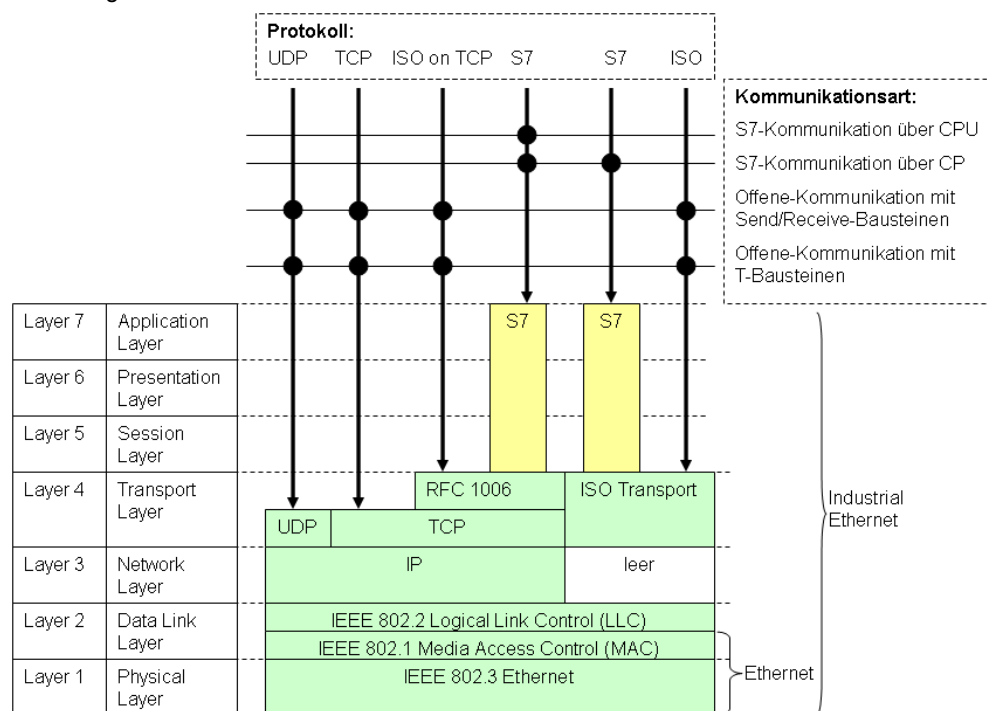 Protokoll:
UDP TCP ISO on TCP S7 S7 ISO
Kommunikationsart:
S7-Kommunikation über CPU
S7-Kommunikation über CP
Offene-Kommunikation mit
Send/Receive-Bausteinen
Offene-Kommunikation mit
T-Bausteinen
Layer 7 Application
Layer
S7 S7
Layer 6 Presentation
Layer
Layer 5 Session
Layer
Layer 4 Transport
Layer
RFC 1006 ISO Transport
UDP TCP
Layer 3 Network
Layer
IP leer
Layer 2 Data Link
Layer
IEEE 802.2 Logical Link Control (LLC)
IEEE 802.1 Media Access Control (MAC)
Layer 1 Physical
Layer
IEEE 802.3 Ethernet
Ethernet
Industrial
Ethernet